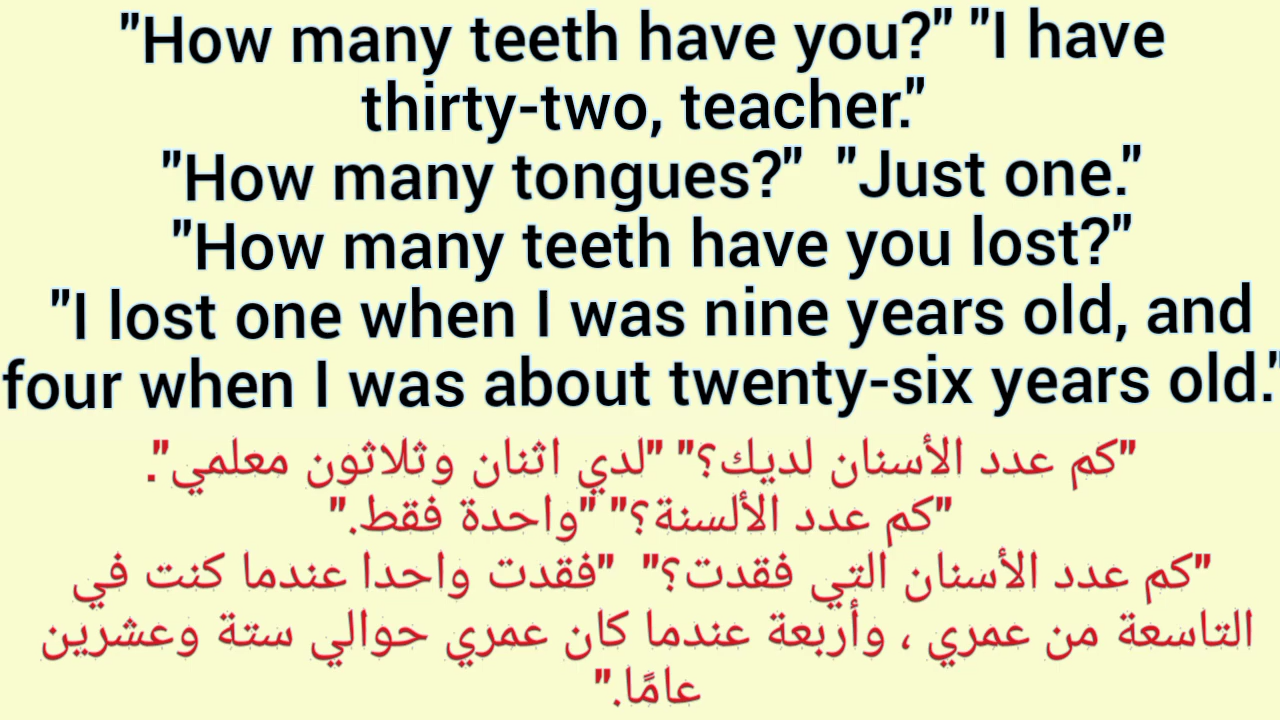 "How many teeth have you?" "I have
thirty-two, teacher."
"How many tongues?"  "Just one."
"How many teeth have you lost?"
"I lost one when I was nine years old, and
four when I was about twenty-six years old."
"كم عدد الأسنان لديك؟" "لدي اثنان وثلاثون معلمي".
"كم عدد الألسنة؟" "واحدة فقط."
"كم عدد الأسنان التي فقدت؟"  "فقدت واحدا عندما كنت في
التاسعة من عمري ، وأربعة عندما كان عمري حوالي ستة وعشرين
عامًا."